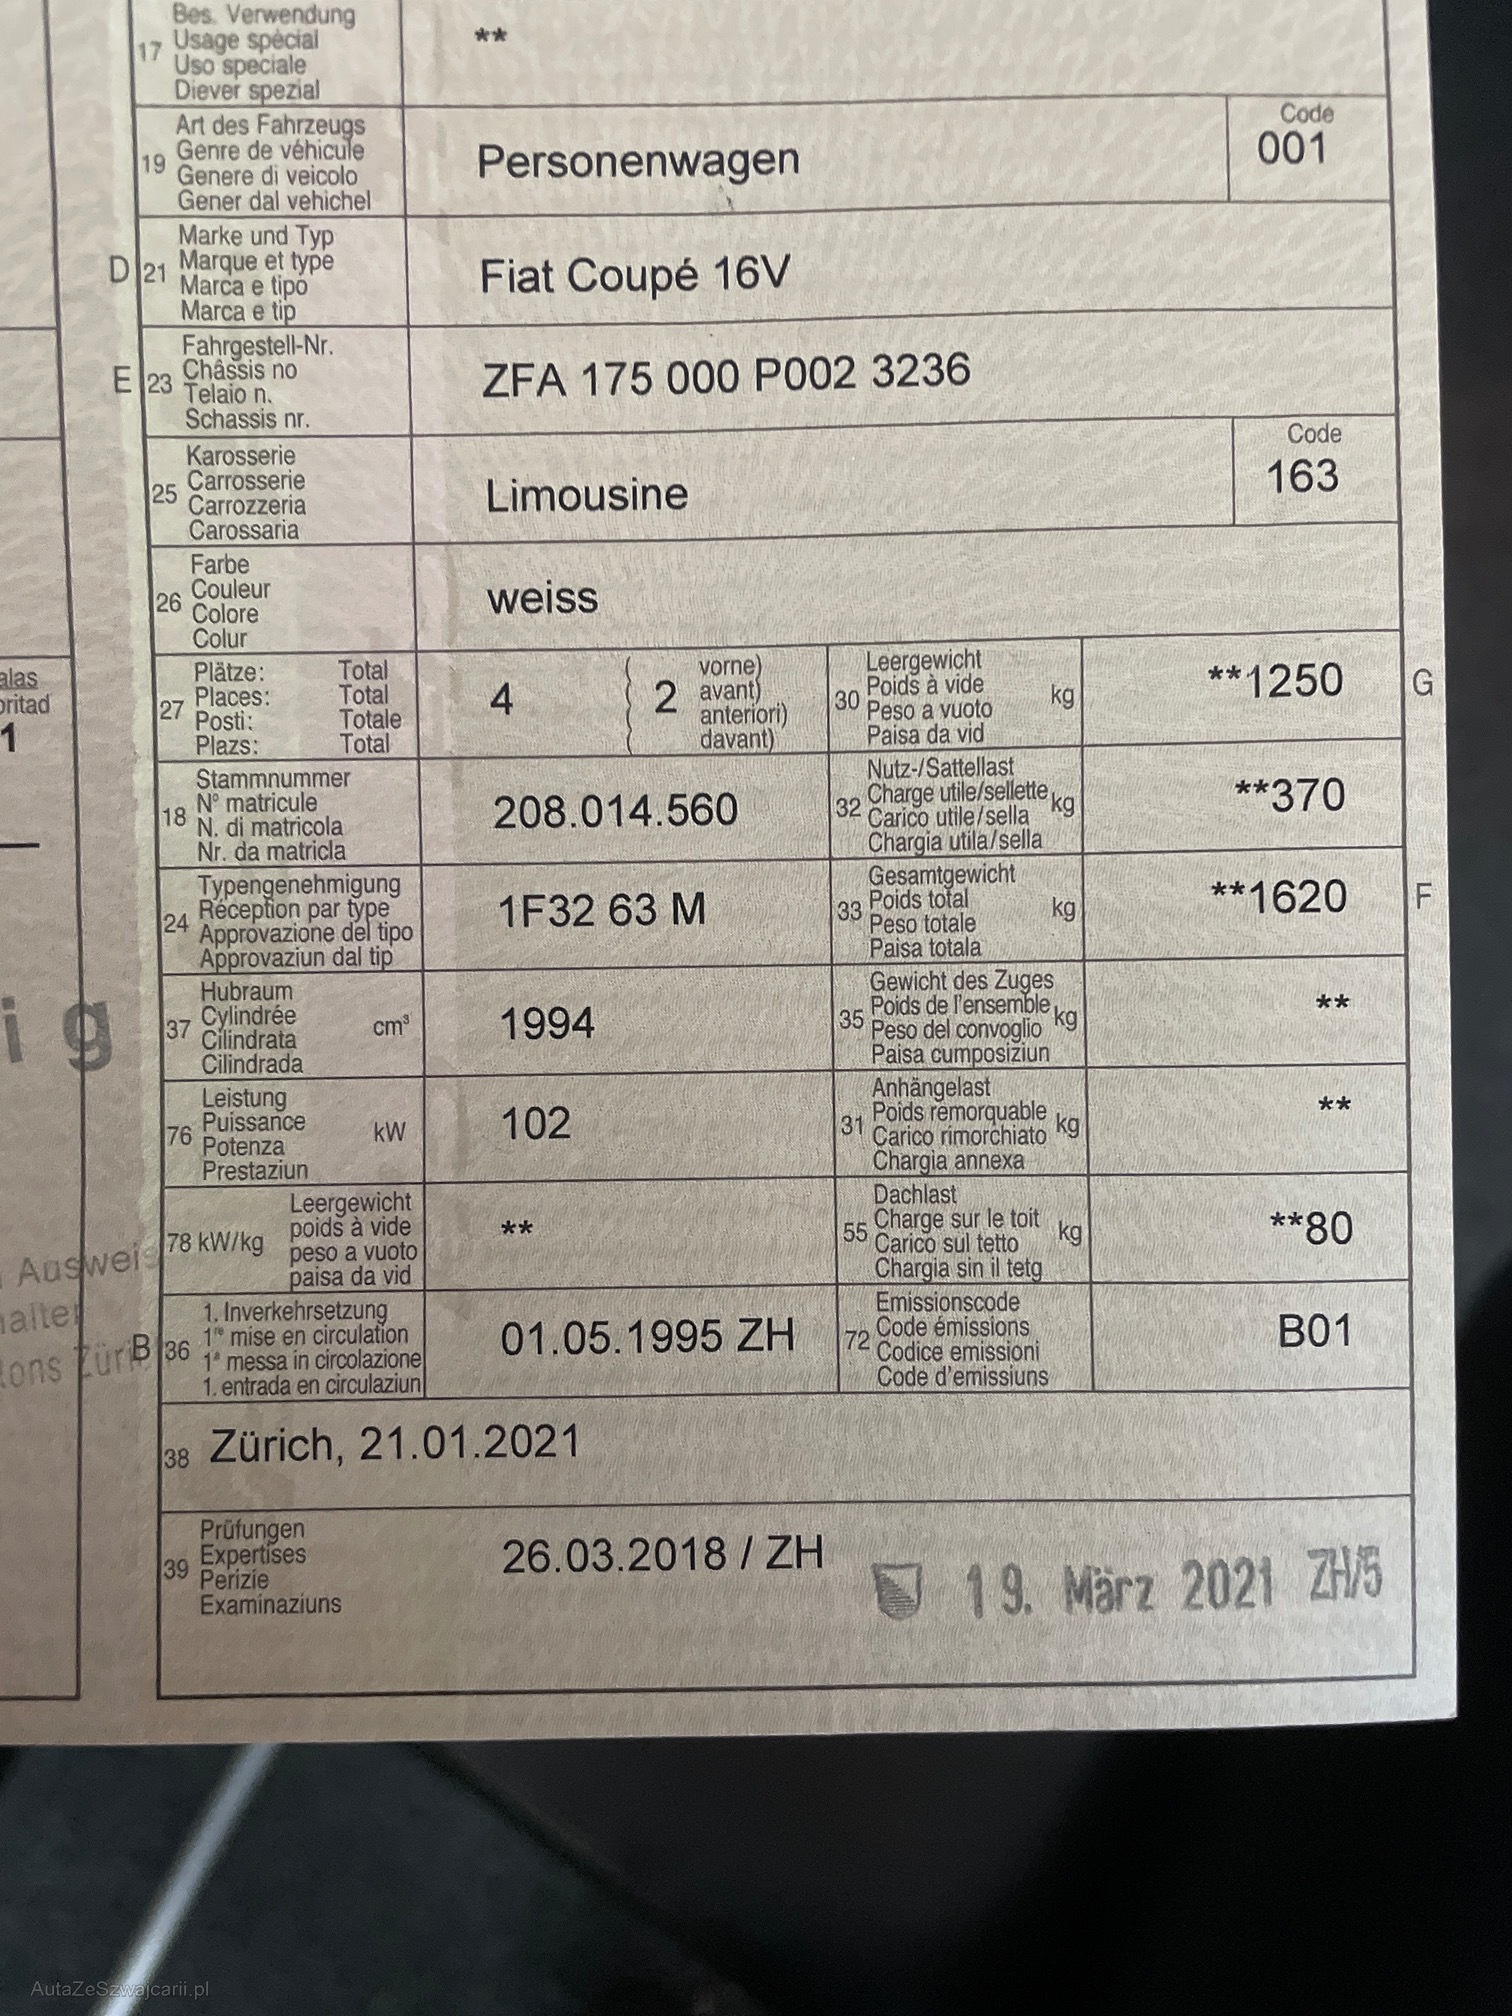 17 Bes. Verwendung
Usage spécial
Uso speciale
Diever spezial
**
19 Art des Fahrzeugs
Genre de véhicule
Genere di veicolo
Gener dal vehichel
Personenwagen
Code
001
D 21 Marke und Typ
Marque et type
Marca e tipo
Marca e tip
Fiat Coupé 16V
E 23 Fahrgestell-Nr.
Châssis no
Telaio n.
Schassis nr.
ZFA 175 000 P002 3236
25 Karosserie
Carrosserie
Carrozzeria
Carossaria
Limousine
Code
163
26 Farbe
Couleur
Colore
Colur
weiss
27 Plätze: Total
Places: Total
Posti: Totale
Plazs: Total
4
2
vorne)
avant)
anteriori)
davant)
30 Leergewicht
Poids à vide
Peso a vuoto
Paisa da vid
kg
**1250
G
18 Stammnummer
N° matricule
N. di matricola
Nr. da matricla
208.014.560
32 Nutz-/Sattellast
Charge utile/sellette
Carico utile/sella
Chargia utila/sella
kg
**370
24 Typengenehmigung
Réception par type
Approvazione del tipo
Approvaziun dal tip
1F32 63 M
33 Gesamtgewicht
Poids total
Peso totale
Paisa totala
kg
**1620
F
37 Hubraum
Cylindrée
Cilindrata
Cilindrada
cm³
1994
35 Gewicht des Zuges
Poids de l'ensemble
Peso del convoglio
Paisa cumposiziun
kg
**
76 Leistung
Puissance
Potenza
Prestaziun
kW
102
31 Anhängelast
Poids remorquable
Carico rimorchiato
Chargia annexa
kg
**
78 kW/kg
Leergewicht
poids à vide
peso a vuoto
paisa da vid
**
55 Dachlast
Charge sur le toit
Carico sul tetto
Chargia sin il tetg
kg
**80
B 36 1. Inverkehrsetzung
1re mise en circulation
1a messa in circolazione
1. entrada en circulaziun
01.05.1995 ZH
72 Emissionscode
Code émissions
Codice emissioni
Code d'emissiuns
B01
38 Zürich, 21.01.2021
39 Prüfungen
Expertises
Perizie
Examinaziuns
26.03.2018 / ZH
19. März 2021 ZH/5
alas
oritad
1
ig
Ausweis
halter
tons Züri
AutaZeSzwajcarii.pl